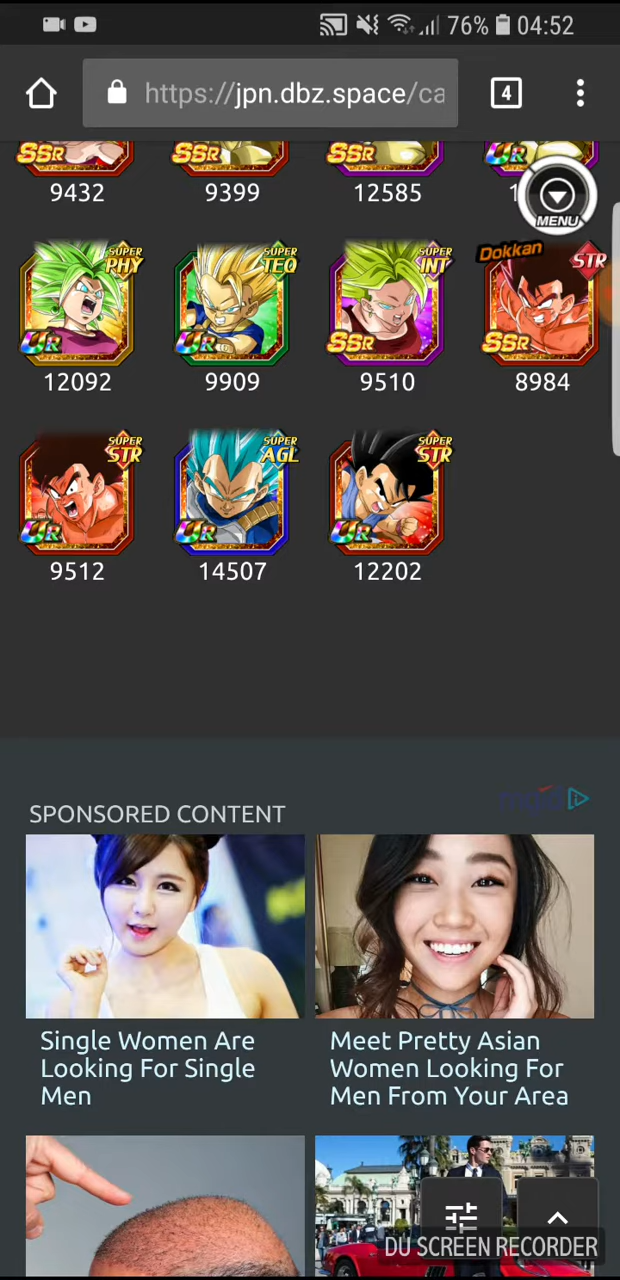 76% 04:52
https://jpn.dbz.space/ca
4
SSR SSR SSR UR
9432 9399 12585
MENU
SUPER PHY SUPER TEQ SUPER INT Dokkan STR
UR UR SSR SSR
12092 9909 9510 8984
SUPER STR SUPER AGL SUPER STR
UR UR UR
9512 14507 12202
SPONSORED CONTENT
mgid
Single Women Are
Looking For Single
Men
Meet Pretty Asian
Women Looking For
Men From Your Area
DU SCREEN RECORDER